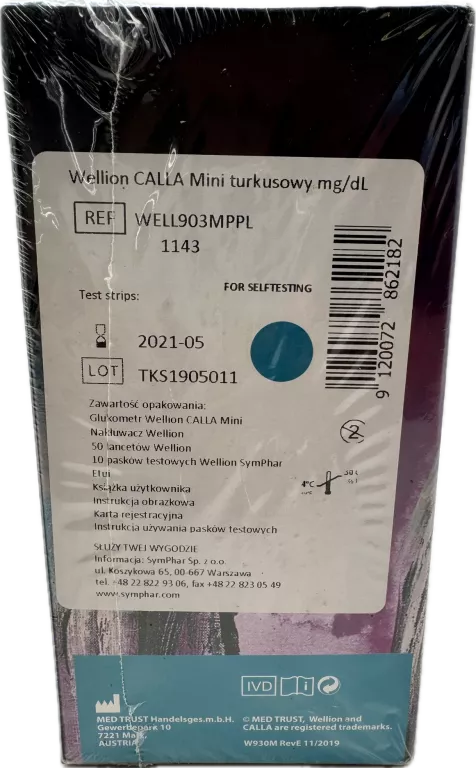 Wellion CALLA Mini turkusowy mg/dL
REF WELL903MPPL
1143
FOR SELFTESTING
Test strips:
2021-05
LOT TKS1905011
9 120072 862182
Zawartość opakowania:
Glukometr Wellion CALLA Mini
Nakłuwacz Wellion
50 lancetów Wellion
10 pasków testowych Wellion SymPhar
Etui
Książka użytkownika
Instrukcja obrazkowa
Karta rejestracyjna
Instrukcja używania pasków testowych
2
4°C
SŁUŻY TWEJ WYGODZIE
Informacja: SymPhar Sp. z o.o.
ul. Koszykowa 65, 00-667 Warszawa
tel. +48 22 822 93 06, fax +48 22 823 05 49
www.symphar.com
IVD
MED TRUST Handelsges.m.b.H.
Gewerbepark 10
7221 Marz,
AUSTRIA
© MED TRUST, Wellion and
CALLA are registered trademarks.
W930M RevE 11/2019